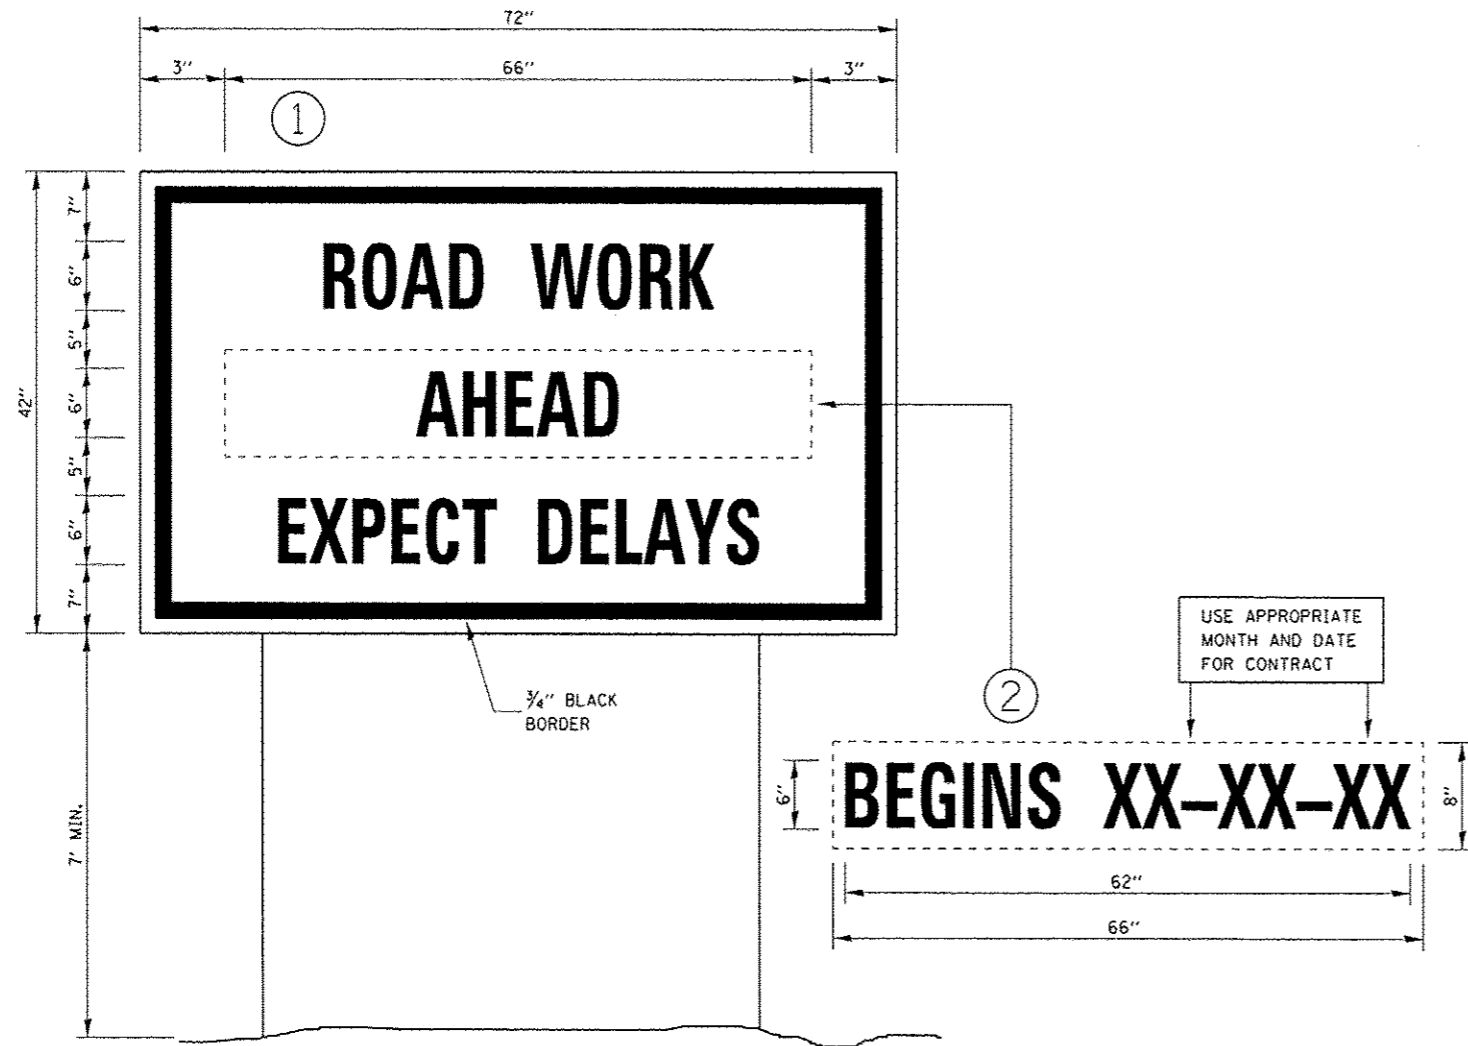 72"
3" 66" 3"
1
42"
7"
6"
5"
6"
5"
6"
7"
ROAD WORK
AHEAD
EXPECT DELAYS
3/4" BLACK
BORDER
7' MIN.
2
USE APPROPRIATE
MONTH AND DATE
FOR CONTRACT
6"
BEGINS XX-XX-XX
8"
62"
66"